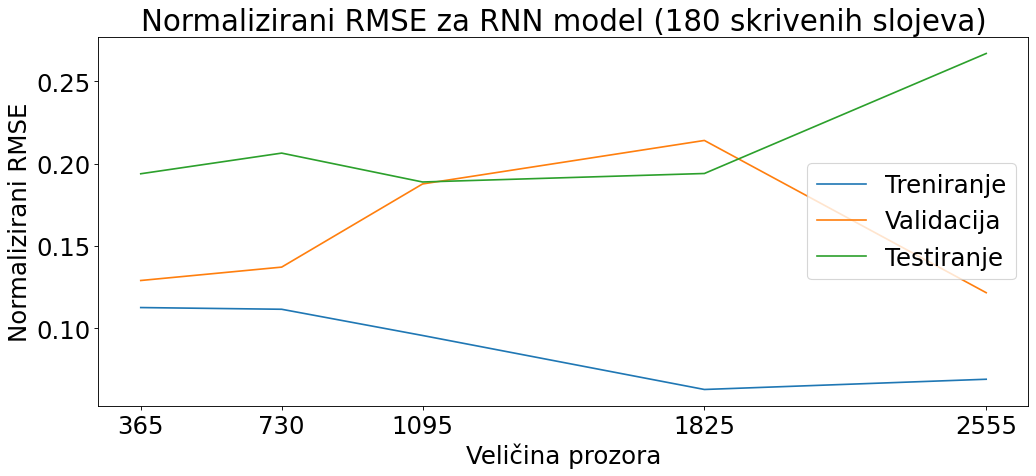 Normalizirani RMSE za RNN model (180 skrivenih slojeva)
Normalizirani RMSE
0.25
0.20
0.15
0.10
Treniranje
Validacija
Testiranje
365 730 1095 1825 2555
Veličina prozora